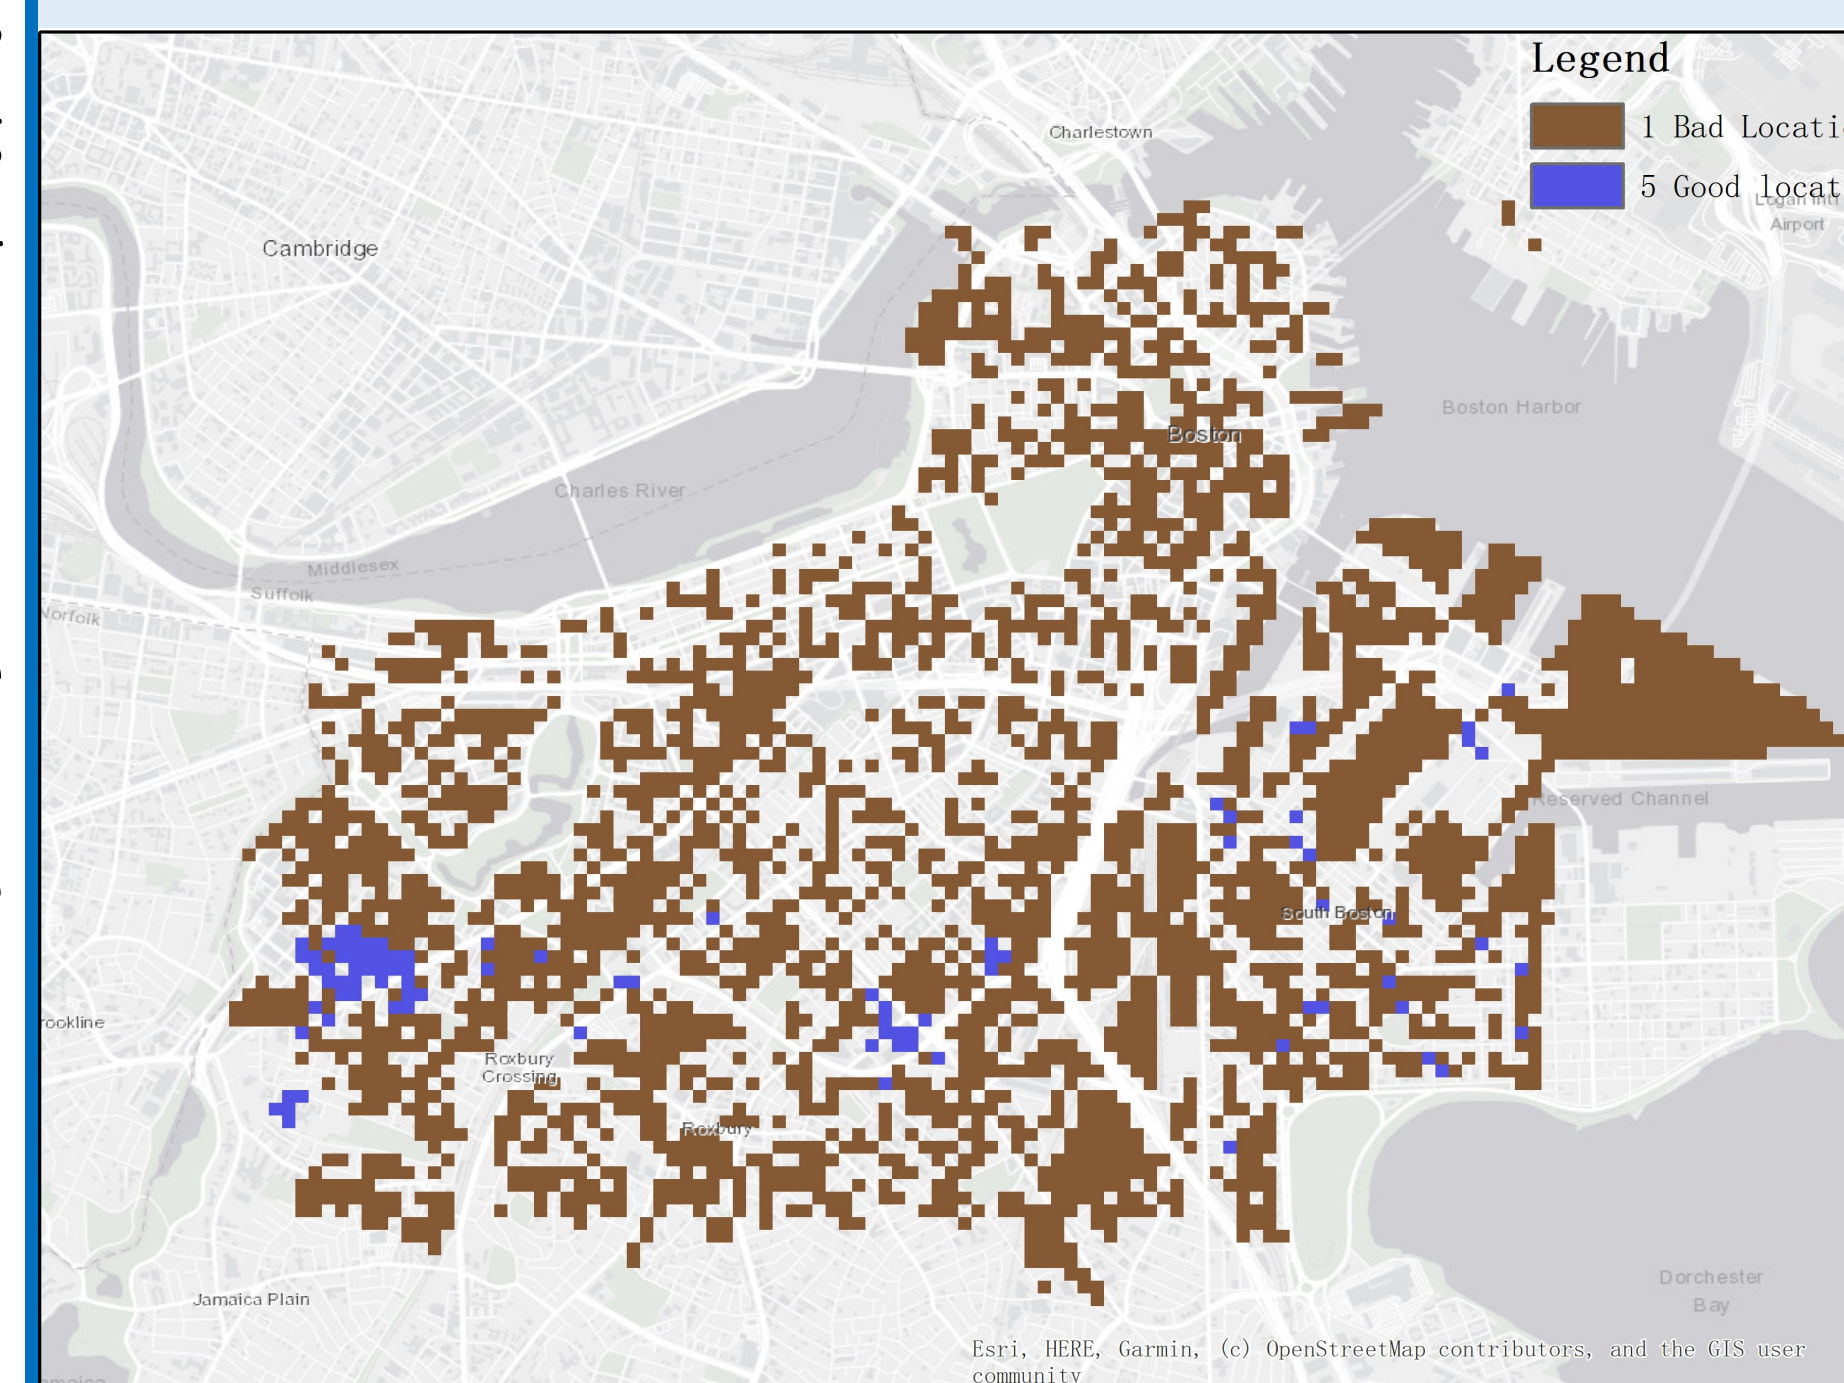 Legend
1 Bad Locati
5 Good locat
Logan Intl
Airport
Charlestown
Cambridge
Boston Harbor
Boston
Charles River
Middlesex
Suffolk
Norfolk
Reserved Channel
South Boston
rookline
Roxbury
Crossing
Roxbury
Jamaica Plain
Dorchester
Bay
Esri, HERE, Garmin, (c) OpenStreetMap contributors, and the GIS user
community